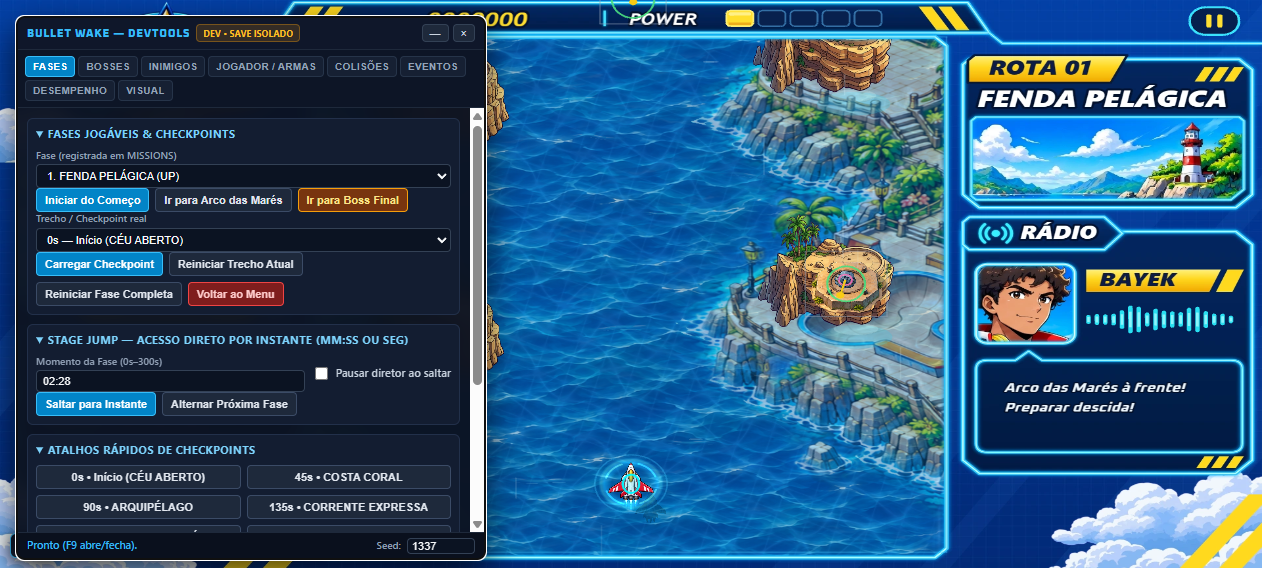 BULLET WAKE — DEVTOOLS
DEV • SAVE ISOLADO
—
×
FASES
BOSSES
INIMIGOS
JOGADOR / ARMAS
COLISÕES
EVENTOS
DESEMPENHO
VISUAL
▼ FASES JOGÁVEIS & CHECKPOINTS
Fase (registrada em MISSIONS)
1. FENDA PELÁGICA (UP)
Iniciar do Começo
Ir para Arco das Marés
Ir para Boss Final
Trecho / Checkpoint real
0s — Início (CÉU ABERTO)
Carregar Checkpoint
Reiniciar Trecho Atual
Reiniciar Fase Completa
Voltar ao Menu
▼ STAGE JUMP — ACESSO DIRETO POR INSTANTE (MM:SS OU SEG)
Momento da Fase (0s–300s)
02:28
Pausar diretor ao saltar
Saltar para Instante
Alternar Próxima Fase
▼ ATALHOS RÁPIDOS DE CHECKPOINTS
0s • Início (CÉU ABERTO)
45s • COSTA CORAL
90s • ARQUIPÉLAGO
135s • CORRENTE EXPRESSA
Pronto (F9 abre/fecha).
Seed:
1337
POWER
ROTA 01
FENDA PELÁGICA
RÁDIO
BAYEK
Arco das Marés à frente!
Preparar descida!